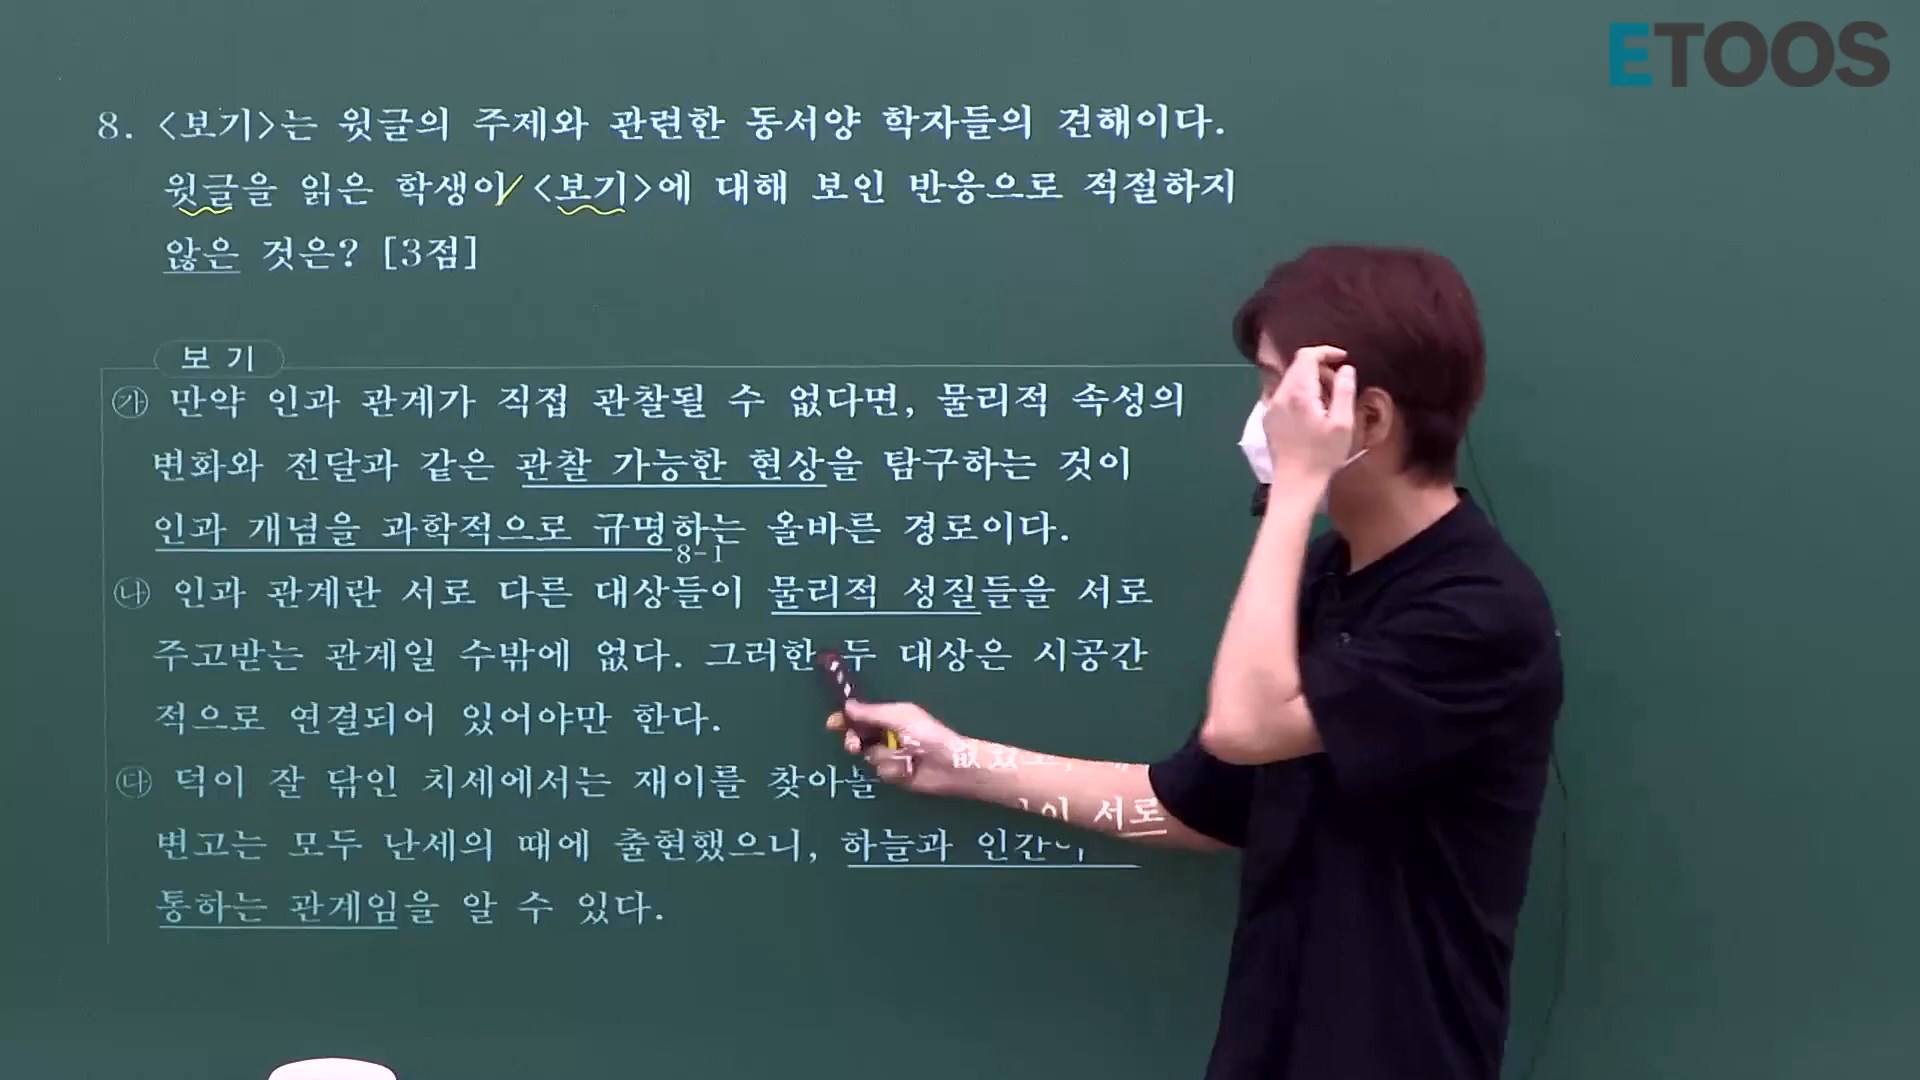 ETOOS
8. <보기>는 윗글의 주제와 관련한 동서양 학자들의 견해이다.
윗글을 읽은 학생이 <보기>에 대해 보인 반응으로 적절하지
않은 것은? [3점]
보 기
㉮ 만약 인과 관계가 직접 관찰될 수 없다면, 물리적 속성의
변화와 전달과 같은 관찰 가능한 현상을 탐구하는 것이
인과 개념을 과학적으로 규명하는 올바른 경로이다.
8-1
㉯ 인과 관계란 서로 다른 대상들이 물리적 성질들을 서로
주고받는 관계일 수밖에 없다. 그러한 두 대상은 시공간
적으로 연결되어 있어야만 한다.
㉰ 덕이 잘 닦인 치세에서는 재이를 찾아볼 수 없었고,
변고는 모두 난세의 때에 출현했으니, 하늘과 인간이 서로
통하는 관계임을 알 수 있다.